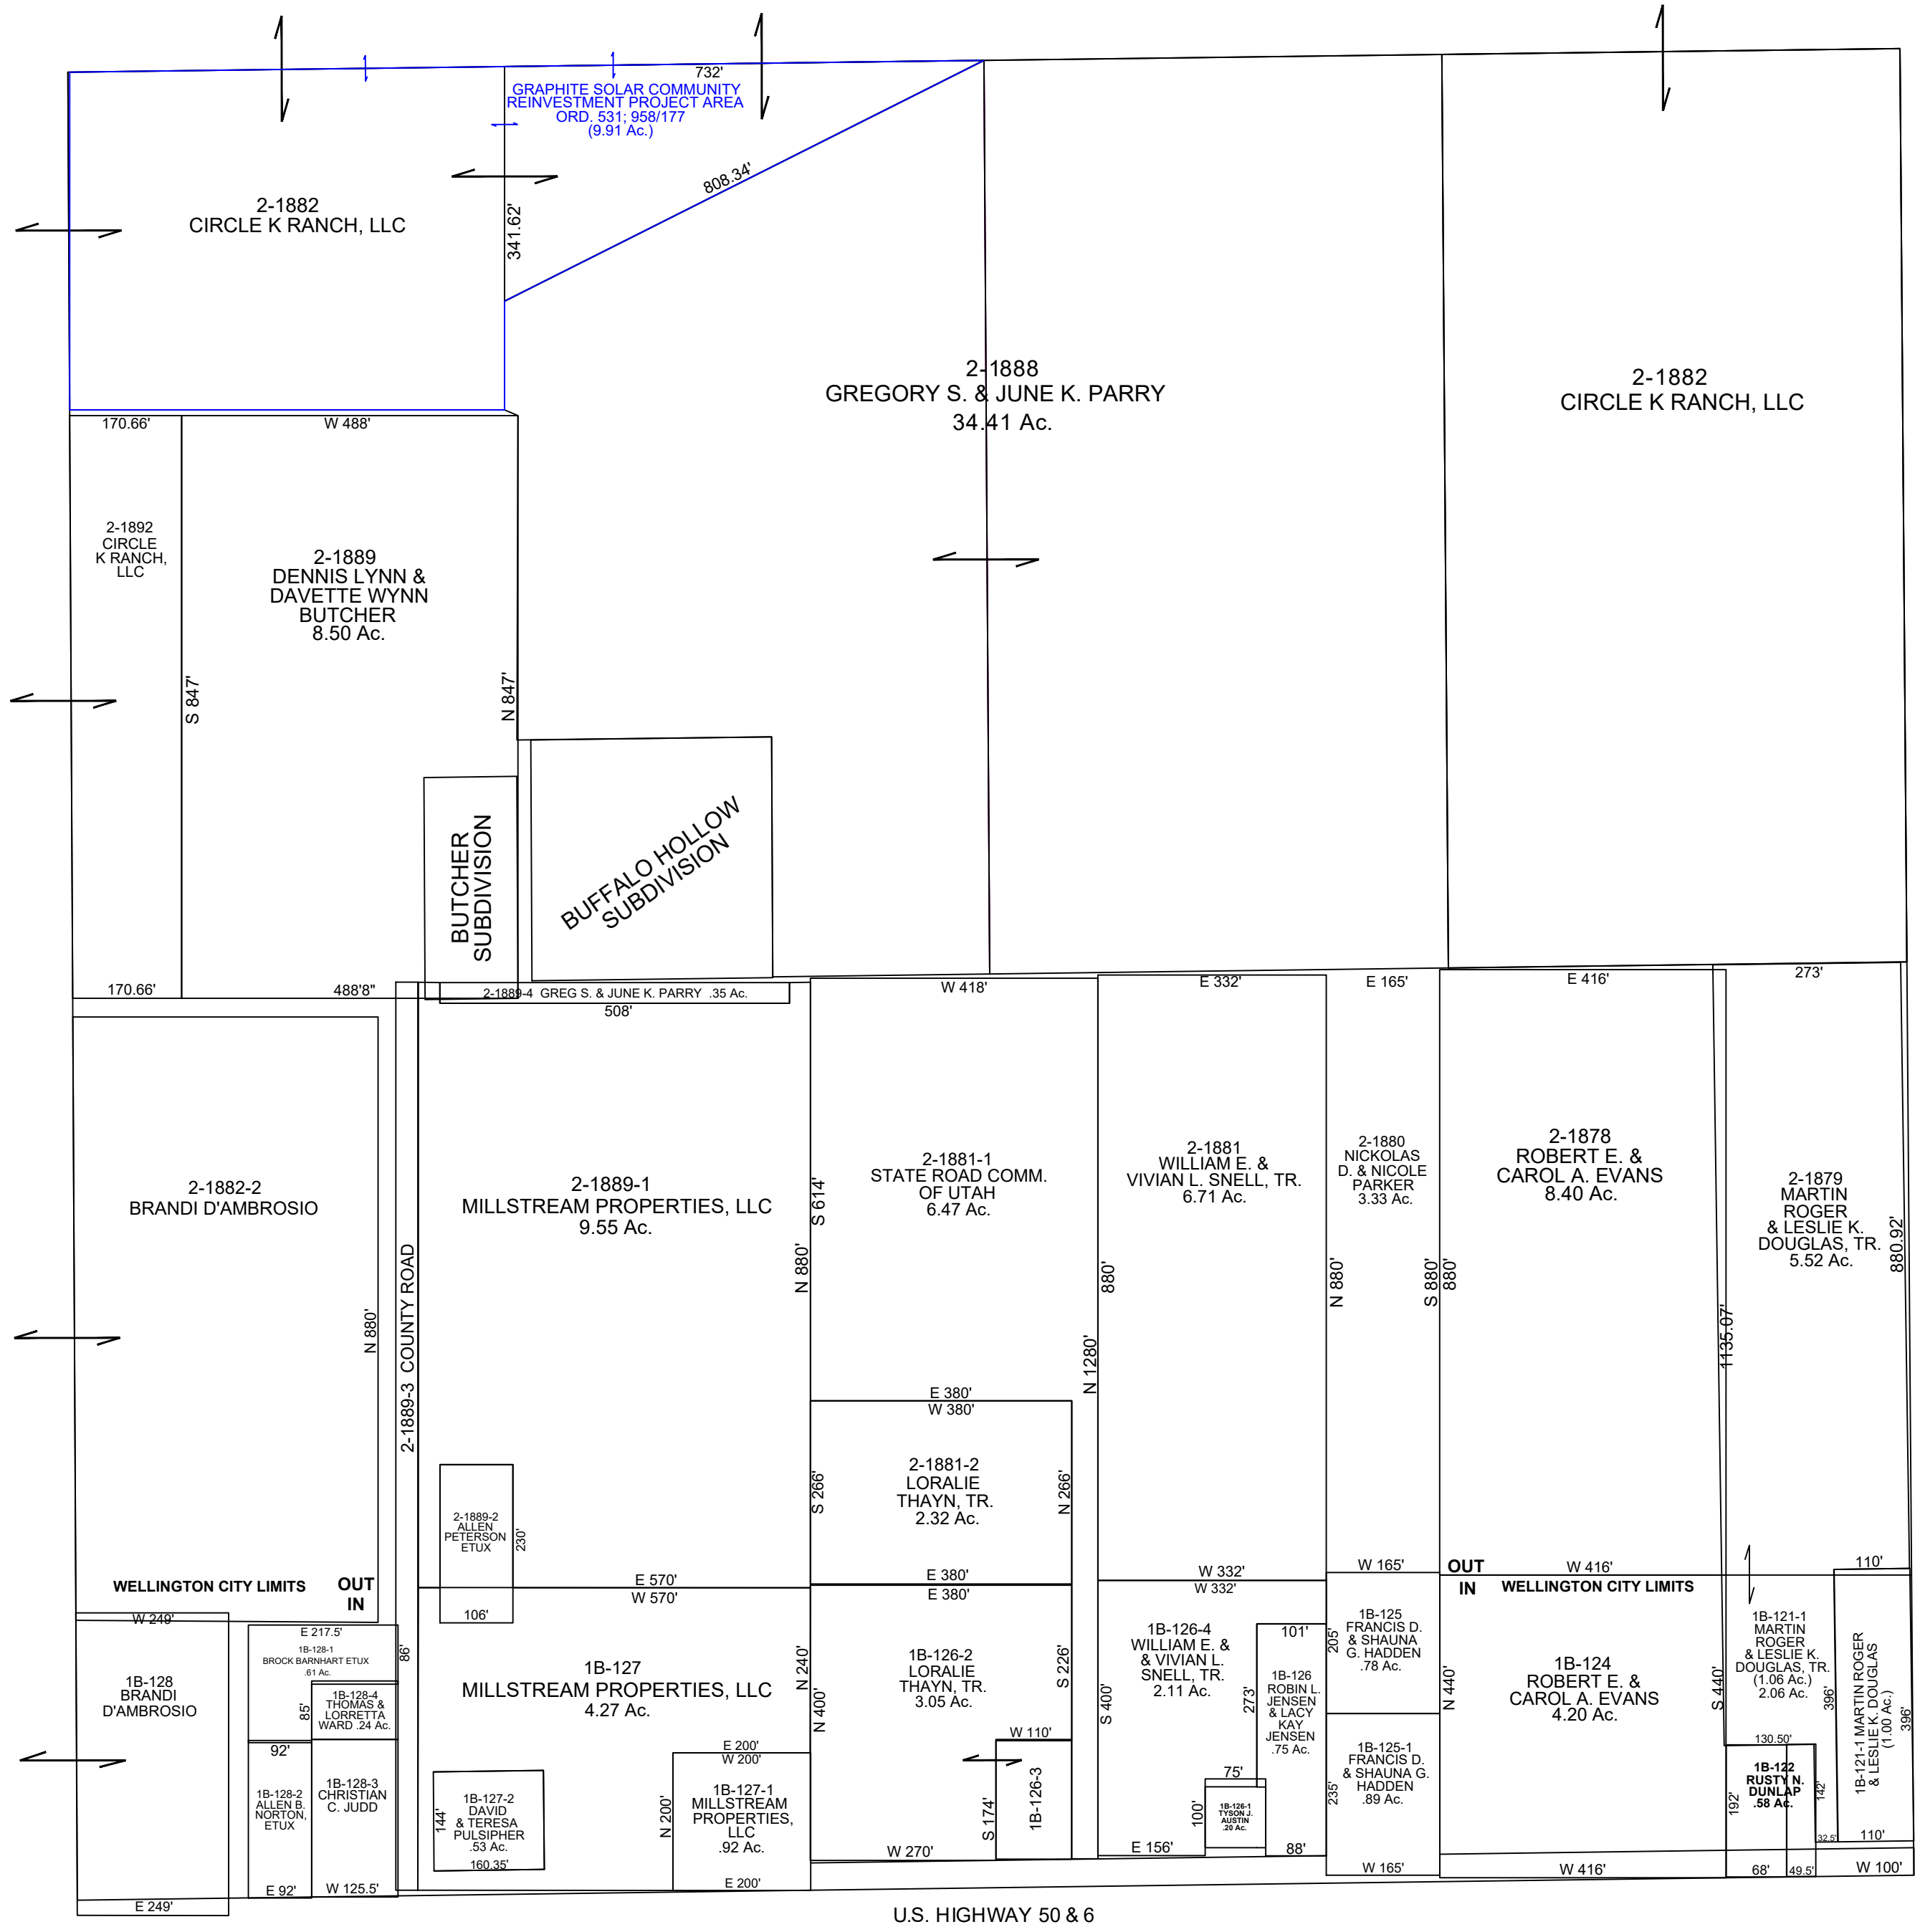 732'
GRAPHITE SOLAR COMMUNITY
REINVESTMENT PROJECT AREA
ORD. 531; 958/177
(9.91 Ac.)
808.34'
341.62'
2-1882
CIRCLE K RANCH, LLC
2-1888
GREGORY S. & JUNE K. PARRY
34.41 Ac.
2-1882
CIRCLE K RANCH, LLC
170.66'
W 488'
2-1892
CIRCLE
K RANCH,
LLC
2-1889
DENNIS LYNN &
DAVETTE WYNN
BUTCHER
8.50 Ac.
S 847'
N 847'
BUTCHER
SUBDIVISION
BUFFALO HOLLOW
SUBDIVISION
170.66'
488'8"
2-1889-4 GREG S. & JUNE K. PARRY .35 Ac.
508'
W 418'
E 332'
E 165'
E 416'
273'
2-1882-2
BRANDI D'AMBROSIO
N 880'
2-1889-3 COUNTY ROAD
2-1889-1
MILLSTREAM PROPERTIES, LLC
9.55 Ac.
N 880'
S 614'
2-1881-1
STATE ROAD COMM.
OF UTAH
6.47 Ac.
N 1280'
880'
2-1881
WILLIAM E. &
VIVIAN L. SNELL, TR.
6.71 Ac.
N 880'
2-1880
NICKOLAS
D. & NICOLE
PARKER
3.33 Ac.
S 880'
880'
2-1878
ROBERT E. &
CAROL A. EVANS
8.40 Ac.
1135.07'
2-1879
MARTIN
ROGER
& LESLIE K.
DOUGLAS, TR.
5.52 Ac.
880.92'
E 380'
W 380'
S 266'
2-1881-2
LORALIE
THAYN, TR.
2.32 Ac.
N 266'
E 380'
E 380'
2-1889-2
ALLEN
PETERSON
ETUX
230'
106'
E 570'
W 570'
W 332'
W 332'
W 165'
W 416'
110'
WELLINGTON CITY LIMITS
OUT
IN
OUT
IN
WELLINGTON CITY LIMITS
W 249'
1B-128
BRANDI
D'AMBROSIO
E 249'
E 217.5'
1B-128-1
BROCK BARNHART ETUX
.61 Ac.
86'
85'
1B-128-4
THOMAS &
LORRETTA
WARD .24 Ac.
92'
1B-128-2
ALLEN B.
NORTON,
ETUX
E 92'
1B-128-3
CHRISTIAN
C. JUDD
W 125.5'
1B-127
MILLSTREAM PROPERTIES, LLC
4.27 Ac.
N 240'
N 400'
144'
1B-127-2
DAVID
& TERESA
PULSIPHER
.53 Ac.
160.35'
E 200'
W 200'
N 200'
1B-127-1
MILLSTREAM
PROPERTIES,
LLC
.92 Ac.
E 200'
1B-126-2
LORALIE
THAYN, TR.
3.05 Ac.
S 226'
W 110'
S 174'
1B-126-3
W 270'
S 400'
1B-126-4
WILLIAM E. &
& VIVIAN L.
SNELL, TR.
2.11 Ac.
101'
273'
1B-126
ROBIN L.
JENSEN
& LACY
KAY
JENSEN
.75 Ac.
75'
100'
1B-126-1
TYSON J.
AUSTIN
.20 Ac.
E 156'
88'
205'
1B-125
FRANCIS D.
& SHAUNA
G. HADDEN
.78 Ac.
235'
1B-125-1
FRANCIS D.
& SHAUNA G.
HADDEN
.89 Ac.
W 165'
N 440'
1B-124
ROBERT E. &
CAROL A. EVANS
4.20 Ac.
S 440'
W 416'
1B-121-1
MARTIN
ROGER
& LESLIE K.
DOUGLAS, TR.
(1.06 Ac.)
2.06 Ac.
396'
130.50'
1B-122
RUSTY N.
DUNLAP
.58 Ac.
192'
142'
32.5'
68'
49.5'
1B-121-1 MARTIN ROGER
& LESLIE K. DOUGLAS
(1.00 Ac.)
396'
110'
W 100'
U.S. HIGHWAY 50 & 6